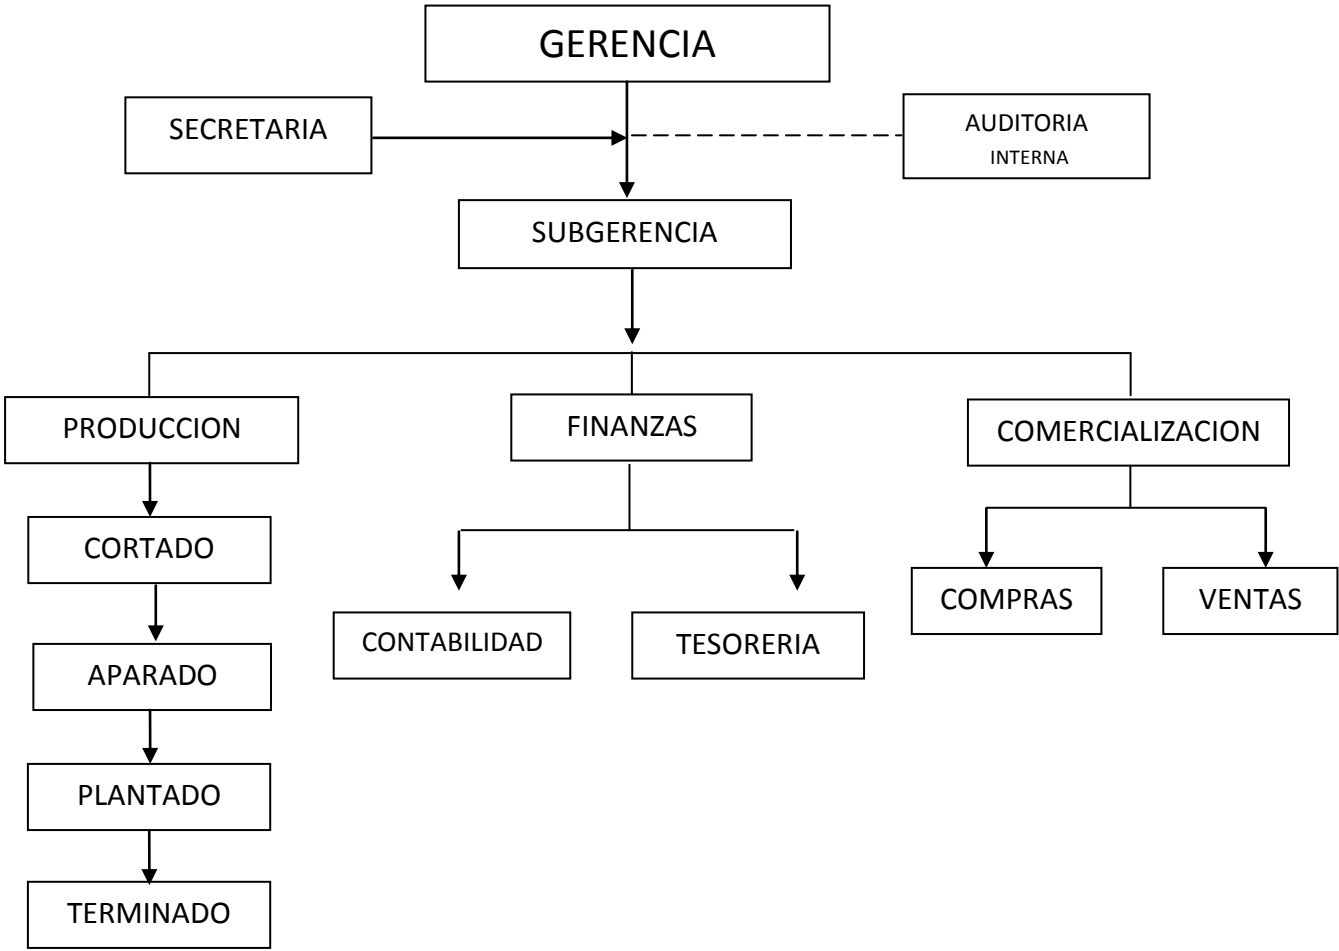 GERENCIA
SECRETARIA
AUDITORIA
INTERNA
SUBGERENCIA
PRODUCCION
FINANZAS
COMERCIALIZACION
CORTADO
COMPRAS
VENTAS
CONTABILIDAD
TESORERIA
APARADO
PLANTADO
TERMINADO